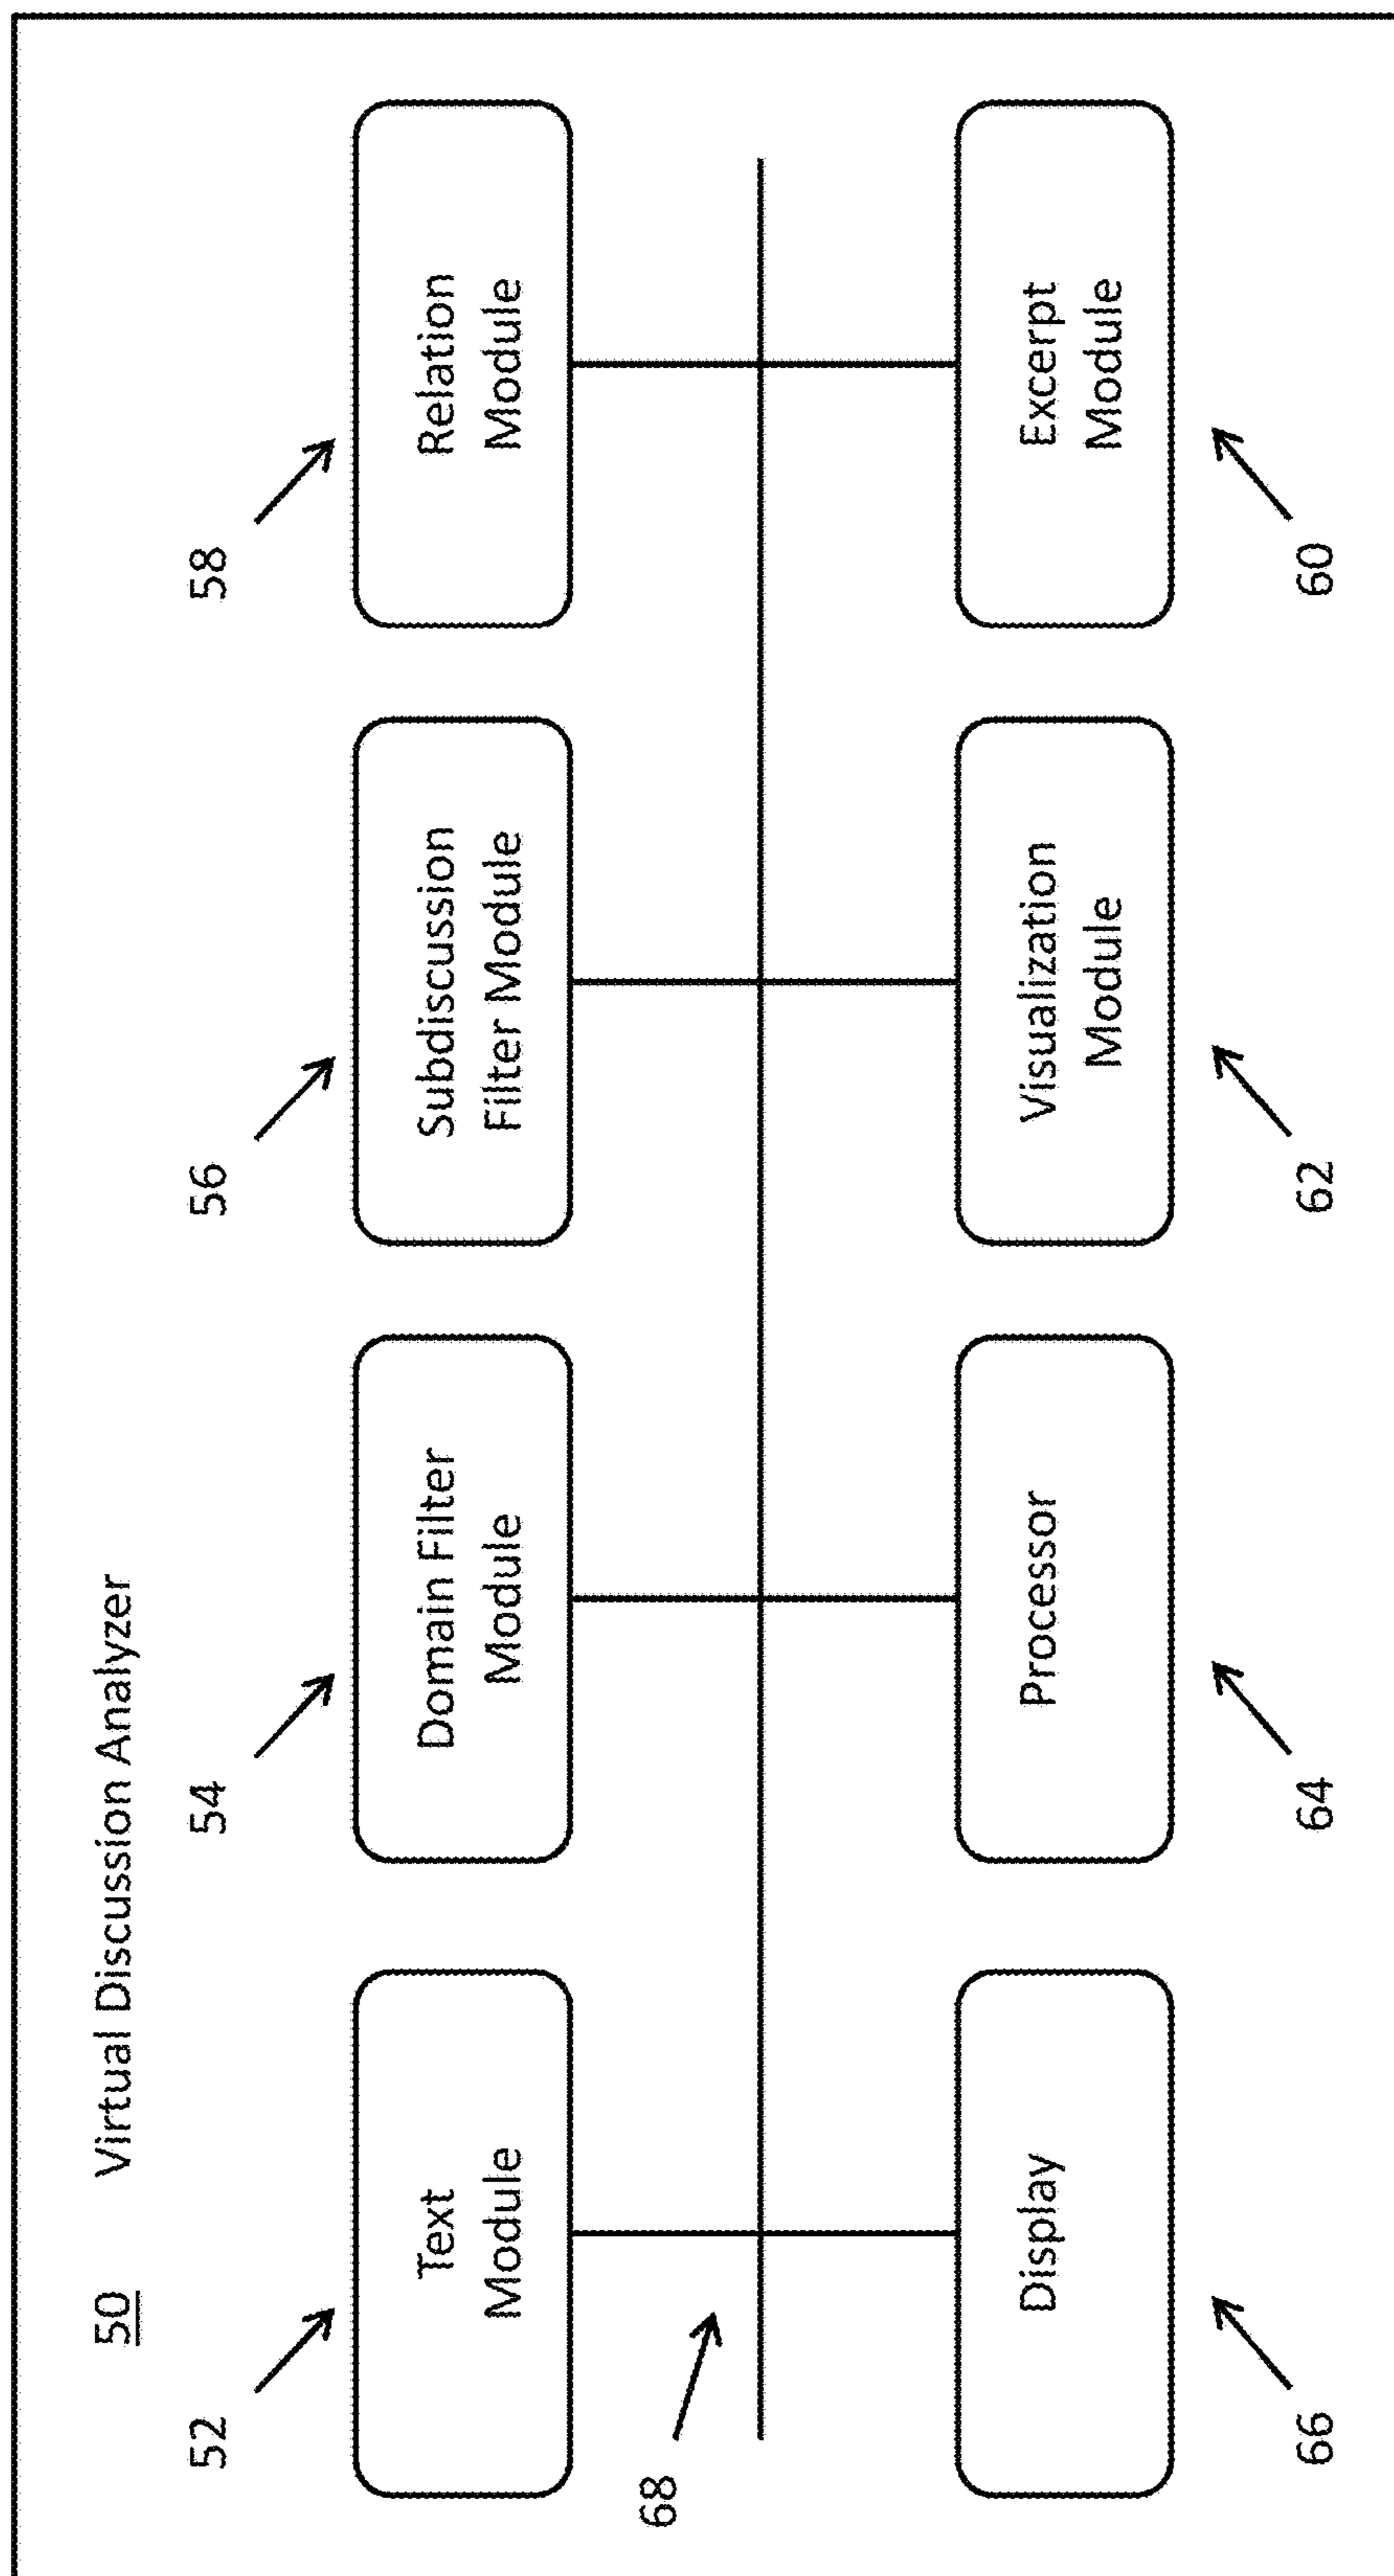 50 Virtual Discussion Analyzer
52
54
56
58
Text
Module
Domain Filter
Module
Subdiscussion
Filter Module
Relation
Module
68
Display
Processor
Visualization
Module
Excerpt
Module
66
64
62
60